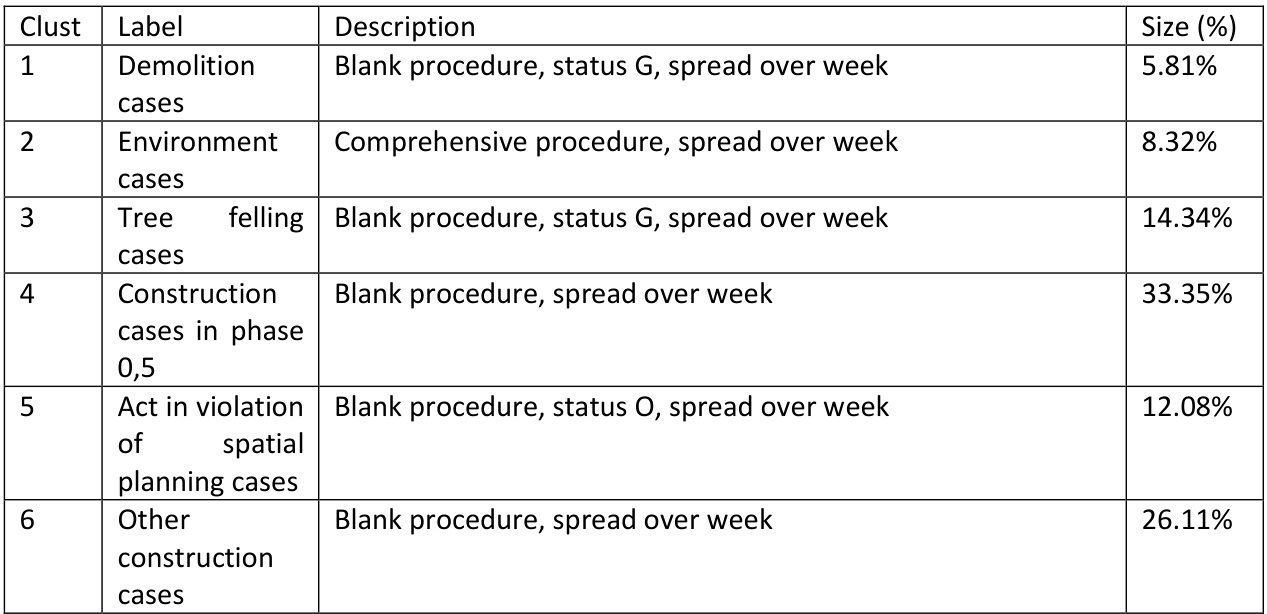 Clust Label Description Size (%)
1 Demolition Blank procedure, status G, spread over week 5.81%
cases
2 Environment Comprehensive procedure, spread over week 8.32%
cases
3 Tree felling Blank procedure, status G, spread over week 14.34%
cases
4 Construction Blank procedure, spread over week 33.35%
cases in phase
0,5
5 Act in violation Blank procedure, status O, spread over week 12.08%
of spatial
planning cases
6 Other Blank procedure, spread over week 26.11%
construction
cases